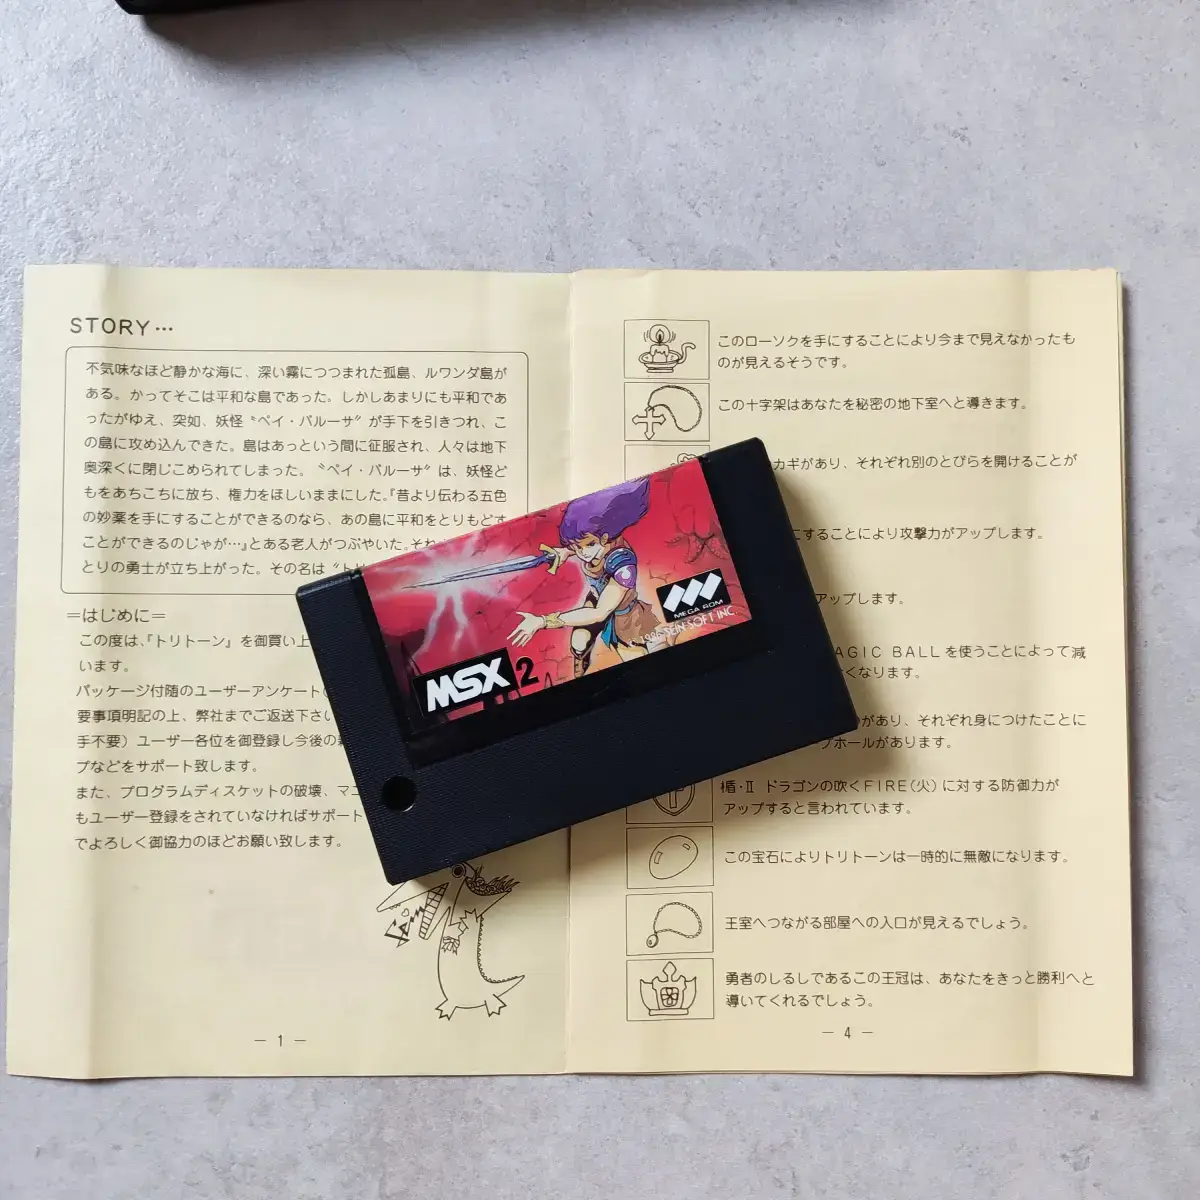 STORY…
不気味なほど静かな海に、深い霧につつまれた孤島、ルワンダ島が
ある。かってそこは平和な島であった。しかしあまりにも平和であ
ったがゆえ、突如、妖怪〝ペイ・バルーサ〟が手下を引きつれ、こ
の島に攻め込んできた。島はあっという間に征服され、人々は地下
奥深くに閉じこめられてしまった。〝ペイ・バルーサ〟は、妖怪ど
もをあちこちに放ち、権力をほしいままにした。『昔より伝わる五色
の妙薬を手にすることができるのなら、あの島に平和をとりもどす
ことができるのじゃが…』とある老人がつぶやいた。それ
とりの勇士が立ち上がった。その名は〝ト
＝はじめに＝
この度は、『トリトーン』を御買い上
います。
パッケージ付随のユーザーアンケート
要事項明記の上、弊社までご返送下さい
手不要）ユーザー各位を御登録し今後の
プなどをサポート致します。
また、プログラムディスケットの破壊、マニ
もユーザー登録をされていなければサポート
でよろしく御協力のほどお願い致します。
— 1 —
このローソクを手にすることにより今まで見えなかったも
のが見えるそうです。
この十字架はあなたを秘密の地下室へと導きます。
カギがあり、それぞれ別のとびらを開けることが
にすることにより攻撃力がアップします。
アップします。
AGIC BALLを使うことによって減
くなります。
があり、それぞれ身につけたことに
プホールがあります。
楯・II ドラゴンの吹くFIRE(火)に対する防御力が
アップすると言われています。
この宝石によりトリトーンは一時的に無敵になります。
王室へつながる部屋への入口が見えるでしょう。
勇者のしるしであるこの王冠は、あなたをきっと勝利へと
導いてくれるでしょう。
— 4 —
MEGA ROM
1986 SEIN SOFT INC.
MSX 2